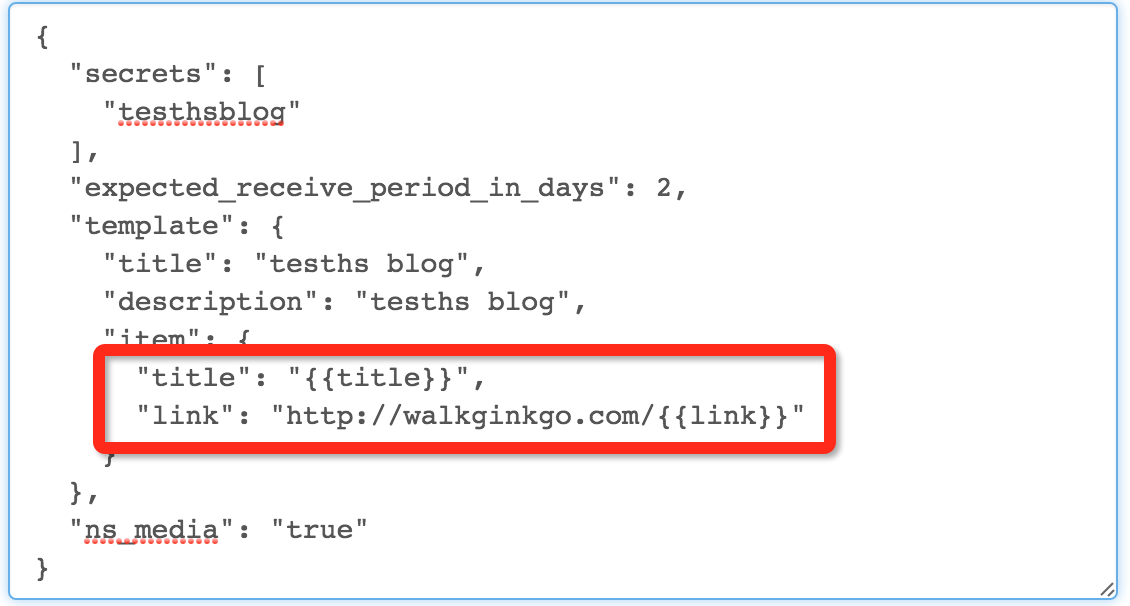 {
"secrets": [
"testhsblog"
],
"expected_receive_period_in_days": 2,
"template": {
"title": "tesths blog",
"description": "tesths blog",
"item": {
"title": "{{title}}",
"link": "http://walkginkgo.com/{{link}}"
}
},
"ns_media": "true"
}